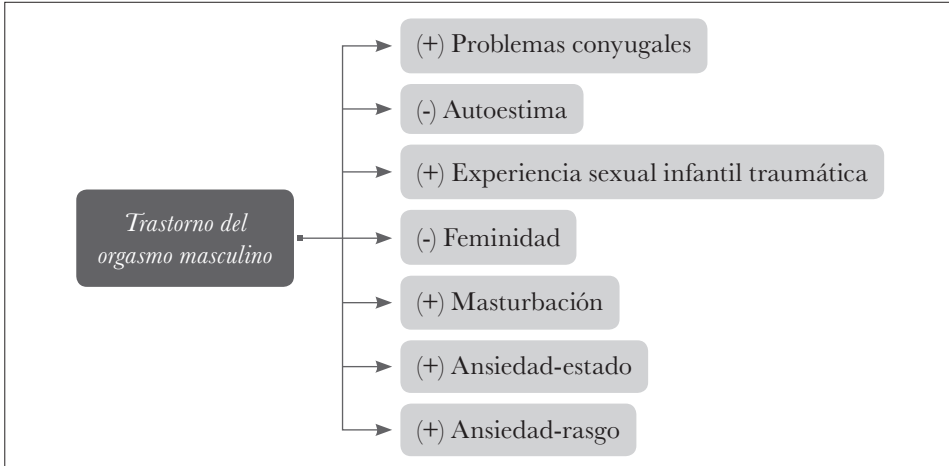 (+) Problemas conyugales
(-) Autoestima
(+) Experiencia sexual infantil traumática
Trastorno del
orgasmo masculino
(-) Feminidad
(+) Masturbación
(+) Ansiedad-estado
(+) Ansiedad-rasgo